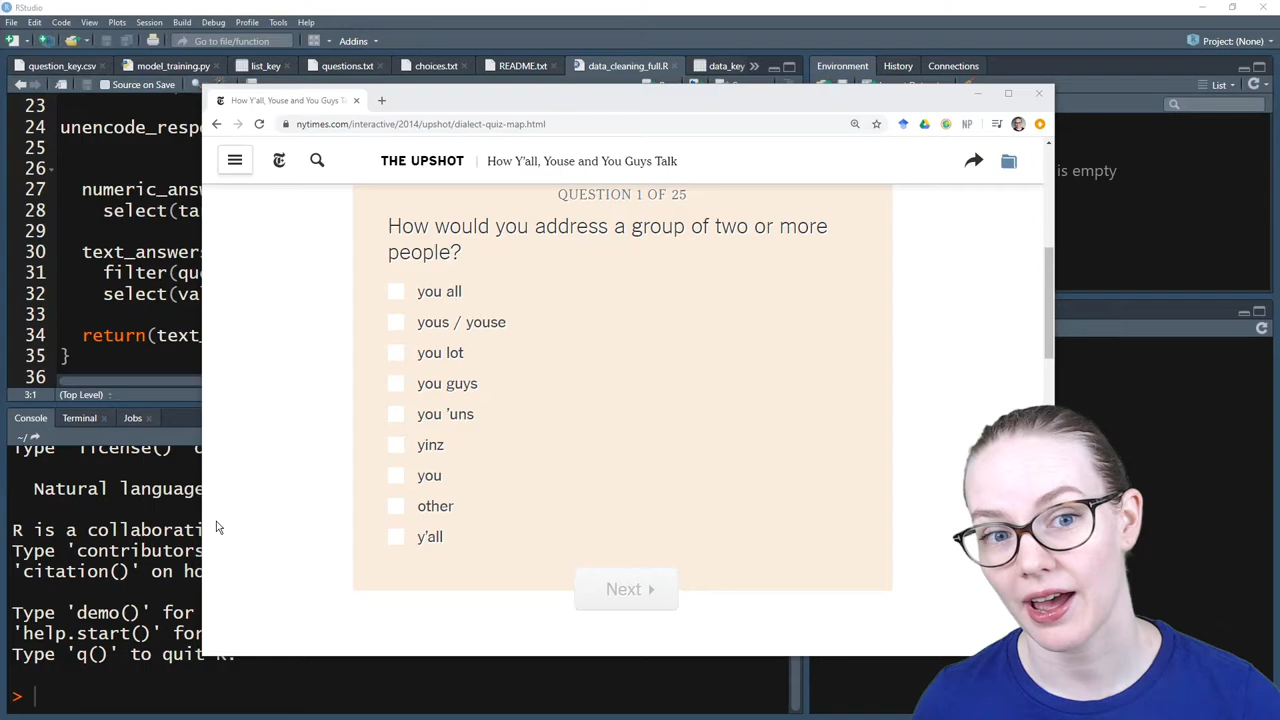 RStudio
File Edit Code View Plots Session Build Debug Profile Tools Help
Go to file/function Addins Project: (None)
question_key.csv model_training.py list_key questions.txt choices.txt README.txt data_cleaning_full.R data_key
Environment History Connections
Source on Save
List
23
24 unencode_resp
25
26
27 numeric_answ
28 select(ta
29
30 text_answers
31 filter(qu
32 select(va
33
34 return(text_
35 }
36
3:1 (Top Level)
Console Terminal Jobs
~/
Type 'license()' o
Natural language
R is a collaborati
Type 'contributors
'citation()' on ho
Type 'demo()' for
'help.start()' for
Type 'q()' to quit R.
>
is empty
How Y'all, Youse and You Guys Ta
nytimes.com/interactive/2014/upshot/dialect-quiz-map.html
NP
THE UPSHOT | How Y'all, Youse and You Guys Talk
QUESTION 1 OF 25
How would you address a group of two or more
people?
you all
yous / youse
you lot
you guys
you 'uns
yinz
you
other
y'all
Next